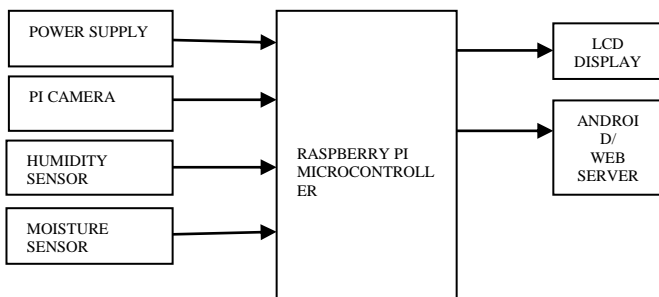 POWER SUPPLY
PI CAMERA
HUMIDITY
SENSOR
MOISTURE
SENSOR
RASPBERRY PI
MICROCONTROLL
ER
LCD
DISPLAY
ANDROI
D/
WEB
SERVER